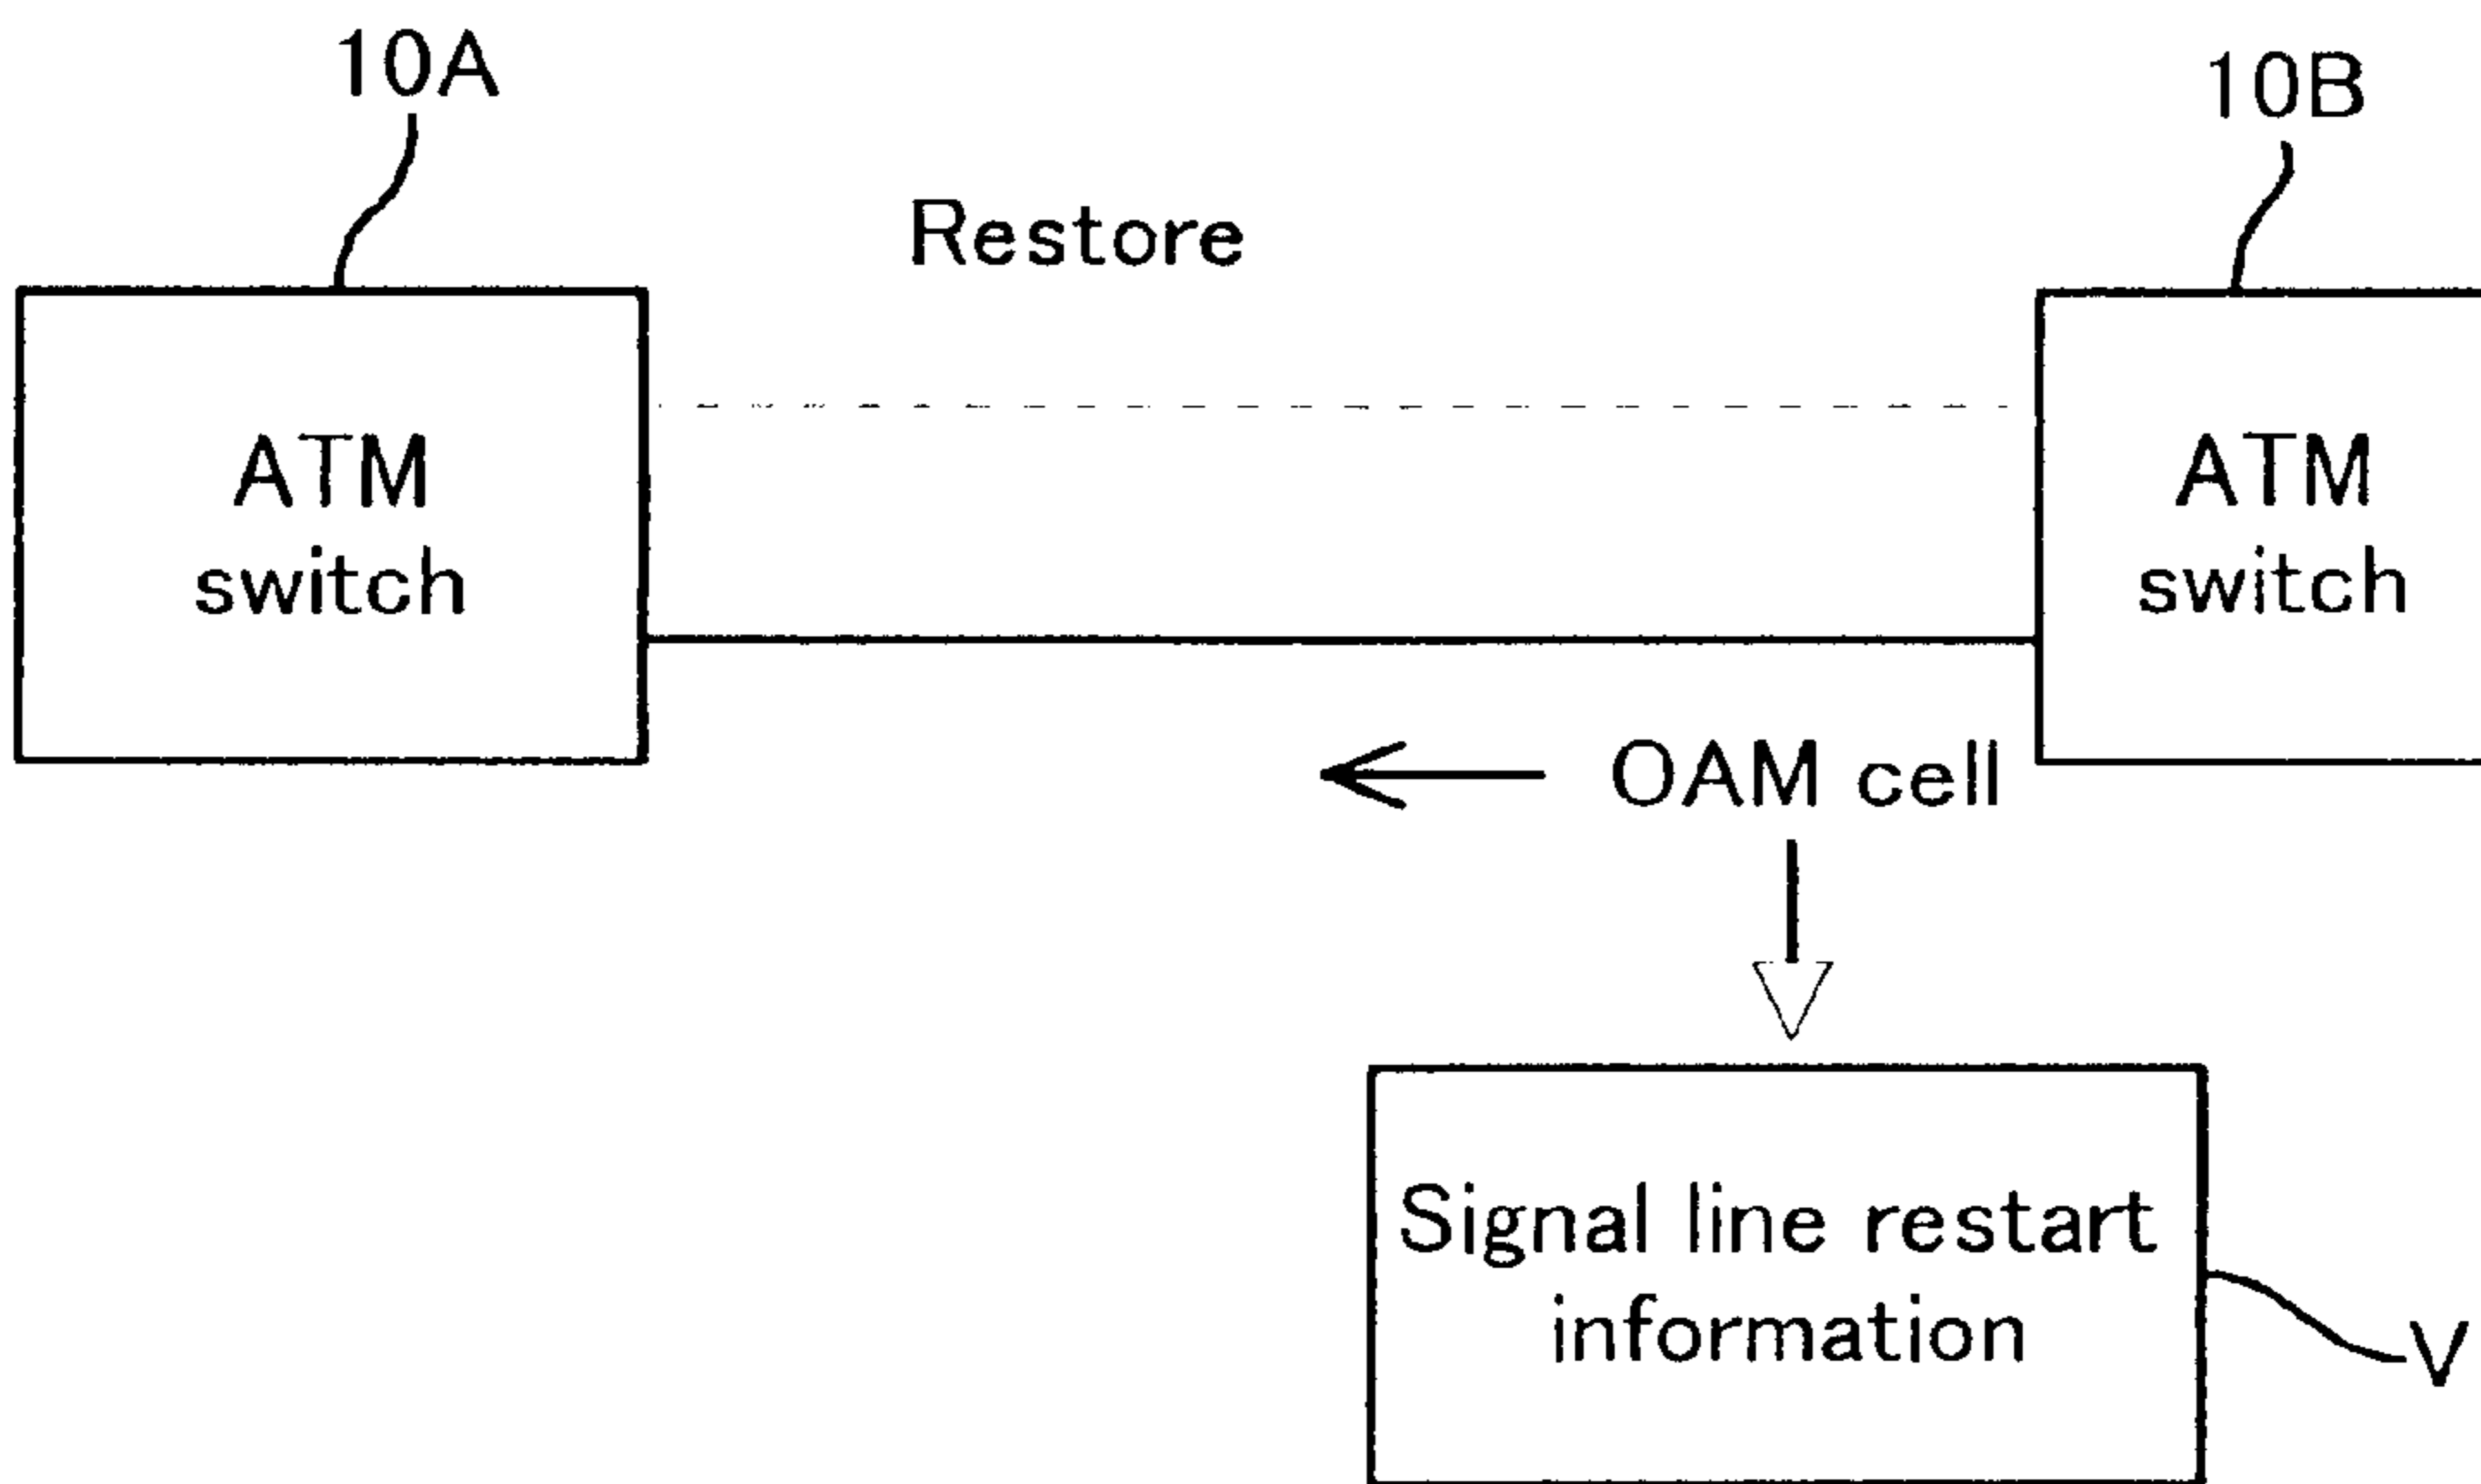 10A
10B
Restore
ATM
switch
ATM
switch
OAM cell
Signal line restart
information
V